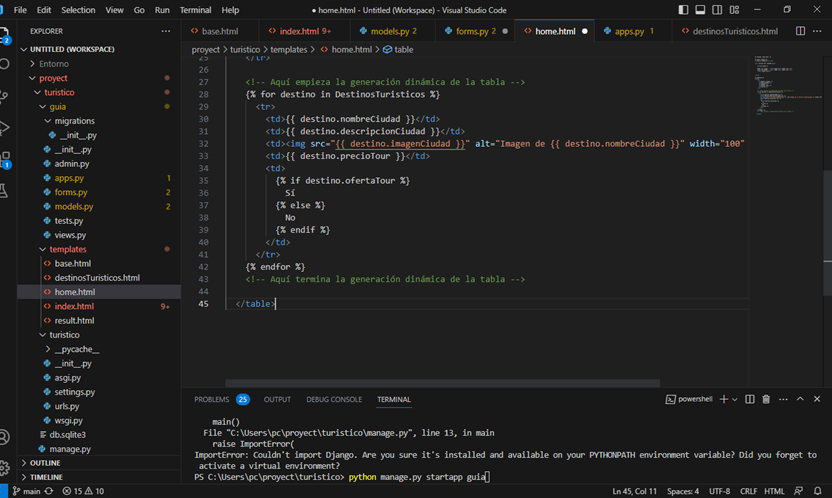 File Edit Selection View Go Run Terminal Help
● home.html - Untitled (Workspace) - Visual Studio Code
EXPLORER
UNTITLED (WORKSPACE)
Entorno
proyect
turistico
guia
migrations
__init__.py
__init__.py
admin.py
apps.py 1
forms.py 2
models.py 2
tests.py
views.py
templates
base.html
destinosTuristicos.html
home.html
index.html 9+
result.html
turistico
__pycache__
__init__.py
asgi.py
settings.py
urls.py
wsgi.py
db.sqlite3
manage.py
OUTLINE
TIMELINE
base.html index.html 9+ models.py 2 forms.py 2 home.html apps.py 1 destinosTuristicos.html
proyect > turistico > templates > home.html > table
25 </tr>
26
27 <!-- Aquí empieza la generación dinámica de la tabla -->
28 {% for destino in DestinosTuristicos %}
29 <tr>
30 <td>{{ destino.nombreCiudad }}</td>
31 <td>{{ destino.descripcionCiudad }}</td>
32 <td><img src="{{ destino.imagenCiudad }}" alt="Imagen de {{ destino.nombreCiudad }}" width="100"
33 <td>{{ destino.precioTour }}</td>
34 <td>
35 {% if destino.ofertaTour %}
36 Sí
37 {% else %}
38 No
39 {% endif %}
40 </td>
41 </tr>
42 {% endfor %}
43 <!-- Aquí termina la generación dinámica de la tabla -->
44
45 </table>
PROBLEMS 25 OUTPUT DEBUG CONSOLE TERMINAL powershell
main()
File "C:\Users\pc\proyect\turistico\manage.py", line 13, in main
raise ImportError(
ImportError: Couldn't import Django. Are you sure it's installed and available on your PYTHONPATH environment variable? Did you forget to
activate a virtual environment?
PS C:\Users\pc\proyect\turistico> python manage.py startapp guia
main 15 10 Ln 45, Col 11 Spaces: 4 UTF-8 CRLF HTML